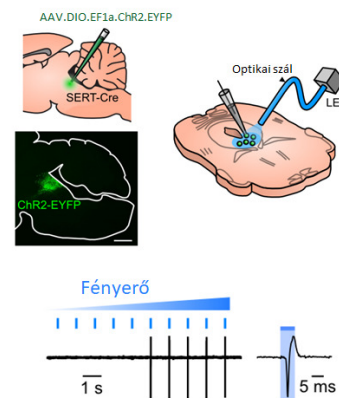 AAV.DIO.EF1a.ChR2.EYFP
SERT-Cre
Optikai szál
LE
ChR2-EYFP
Fényerő
1 s
5 ms